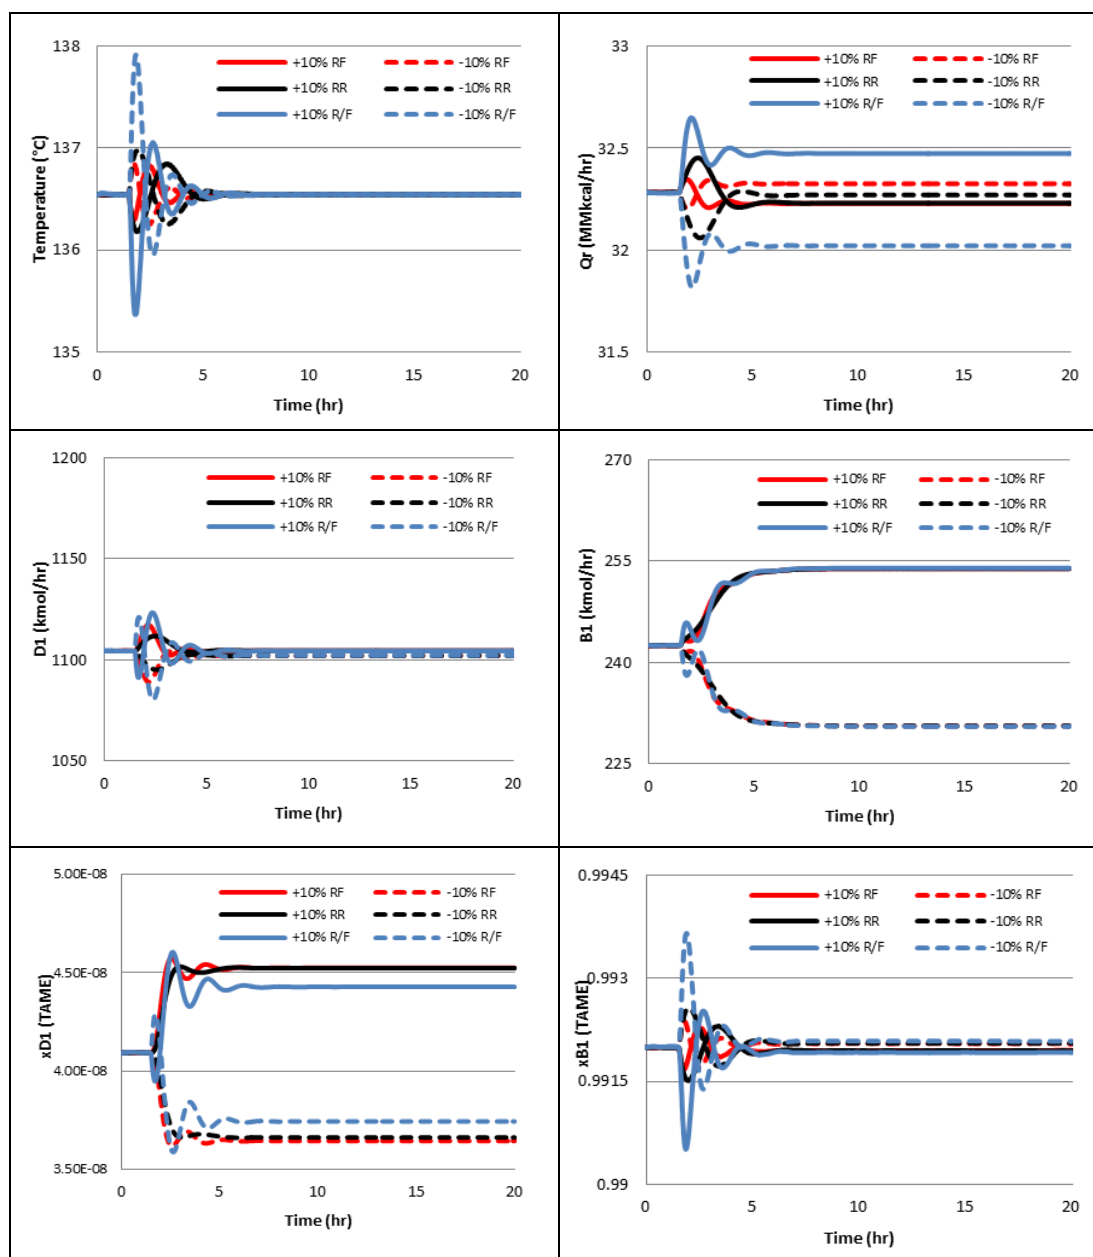 138
137
136
135
Temperature (°C)
+10% RF
-10% RF
+10% RR
-10% RR
+10% R/F
-10% R/F
0
5
10
15
20
Time (hr)
33
32.5
32
31.5
Qr (MMkcal/hr)
+10% RF
-10% RF
+10% RR
-10% RR
+10% R/F
-10% R/F
0
5
10
15
20
Time (hr)
1200
1150
1100
1050
D1 (kmol/hr)
+10% RF
-10% RF
+10% RR
-10% RR
+10% R/F
-10% R/F
0
5
10
15
20
Time (hr)
270
255
240
225
B1 (kmol/hr)
+10% RF
-10% RF
+10% RR
-10% RR
+10% R/F
-10% R/F
0
5
10
15
20
Time (hr)
5.00E-08
4.50E-08
4.00E-08
3.50E-08
xD1 (TAME)
+10% RF
-10% RF
+10% RR
-10% RR
+10% R/F
-10% R/F
0
5
10
15
20
Time (hr)
0.9945
0.993
0.9915
0.99
xB1 (TAME)
+10% RF
-10% RF
+10% RR
-10% RR
+10% R/F
-10% R/F
0
5
10
15
20
Time (hr)